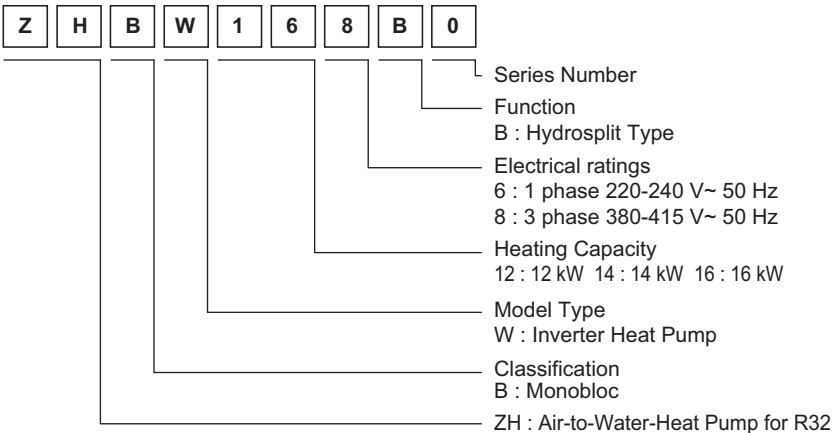 Z H B W 1 6 8 B 0
Series Number
Function
B : Hydrosplit Type
Electrical ratings
6 : 1 phase 220-240 V~ 50 Hz
8 : 3 phase 380-415 V~ 50 Hz
Heating Capacity
12 : 12 kW 14 : 14 kW 16 : 16 kW
Model Type
W : Inverter Heat Pump
Classification
B : Monobloc
ZH : Air-to-Water-Heat Pump for R32